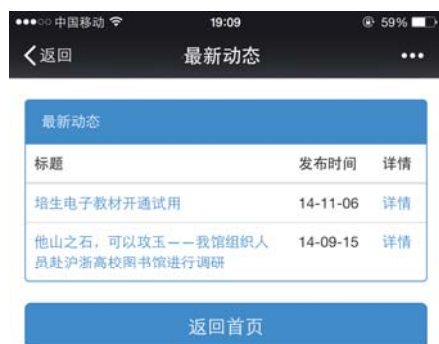 中国移动 19:09 59%
返回 最新动态
最新动态
标题 发布时间 详情
培生电子教材开通试用 14-11-06 详情
他山之石，可以攻玉——我馆组织人 14-09-15 详情
员赴沪浙高校图书馆进行调研
返回首页